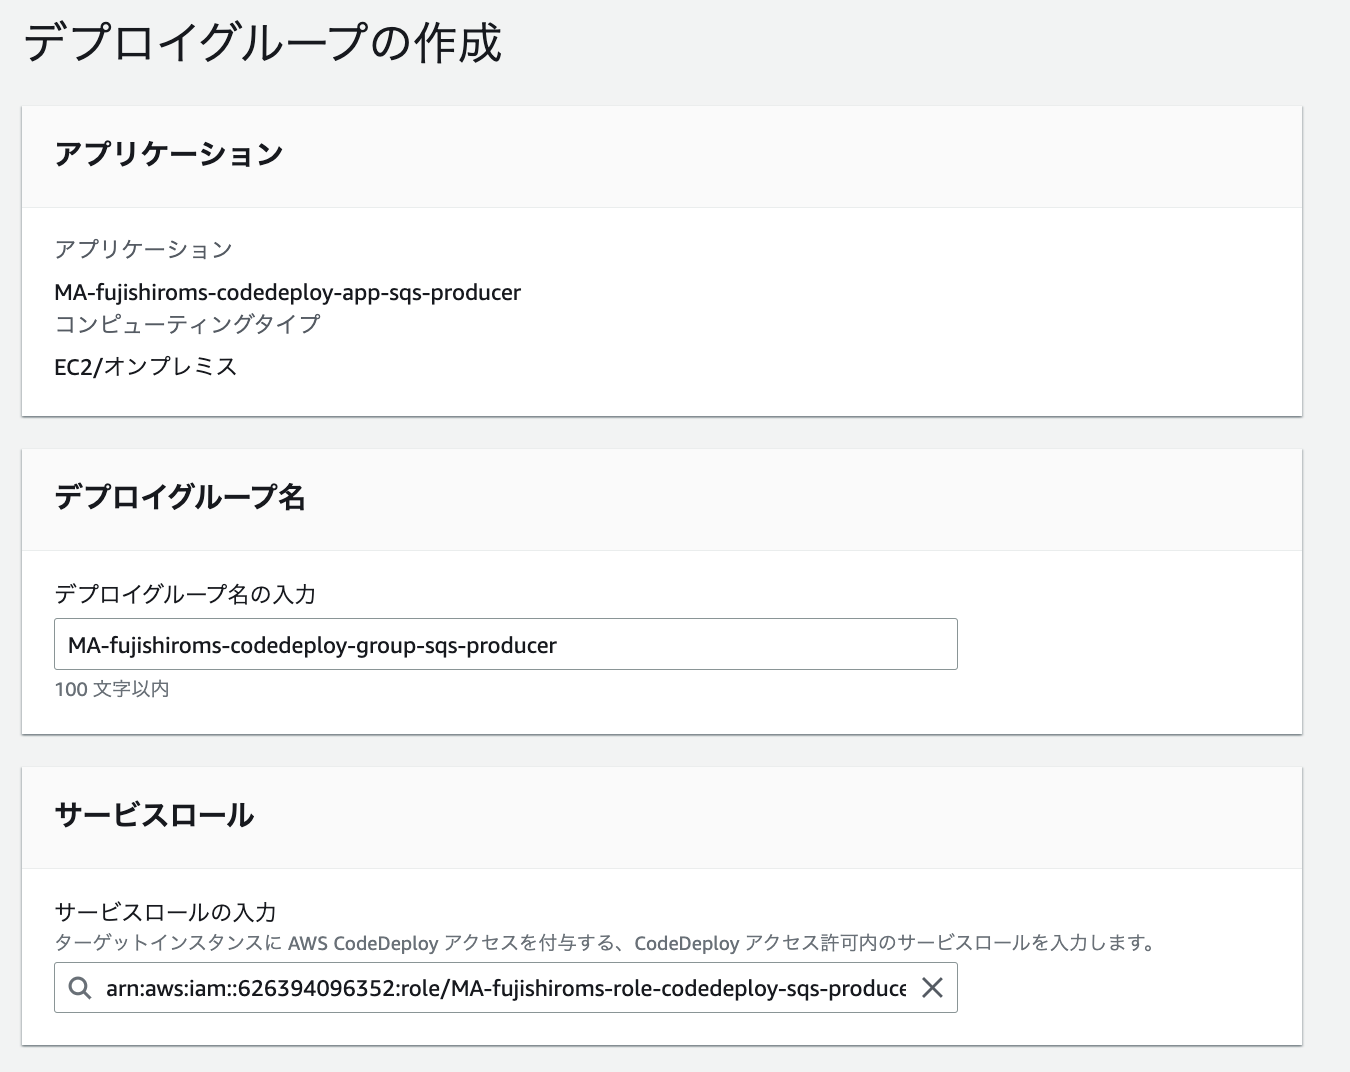 デプロイグループの作成
アプリケーション
アプリケーション
MA-fujishiroms-codedeploy-app-sqs-producer
コンピューティングタイプ
EC2/オンプレミス
デプロイグループ名
デプロイグループ名の入力
MA-fujishiroms-codedeploy-group-sqs-producer
100 文字以内
サービスロール
サービスロールの入力
ターゲットインスタンスに AWS CodeDeploy アクセスを付与する、CodeDeploy アクセス許可内のサービスロールを入力します。
arn:aws:iam::626394096352:role/MA-fujishiroms-role-codedeploy-sqs-produce